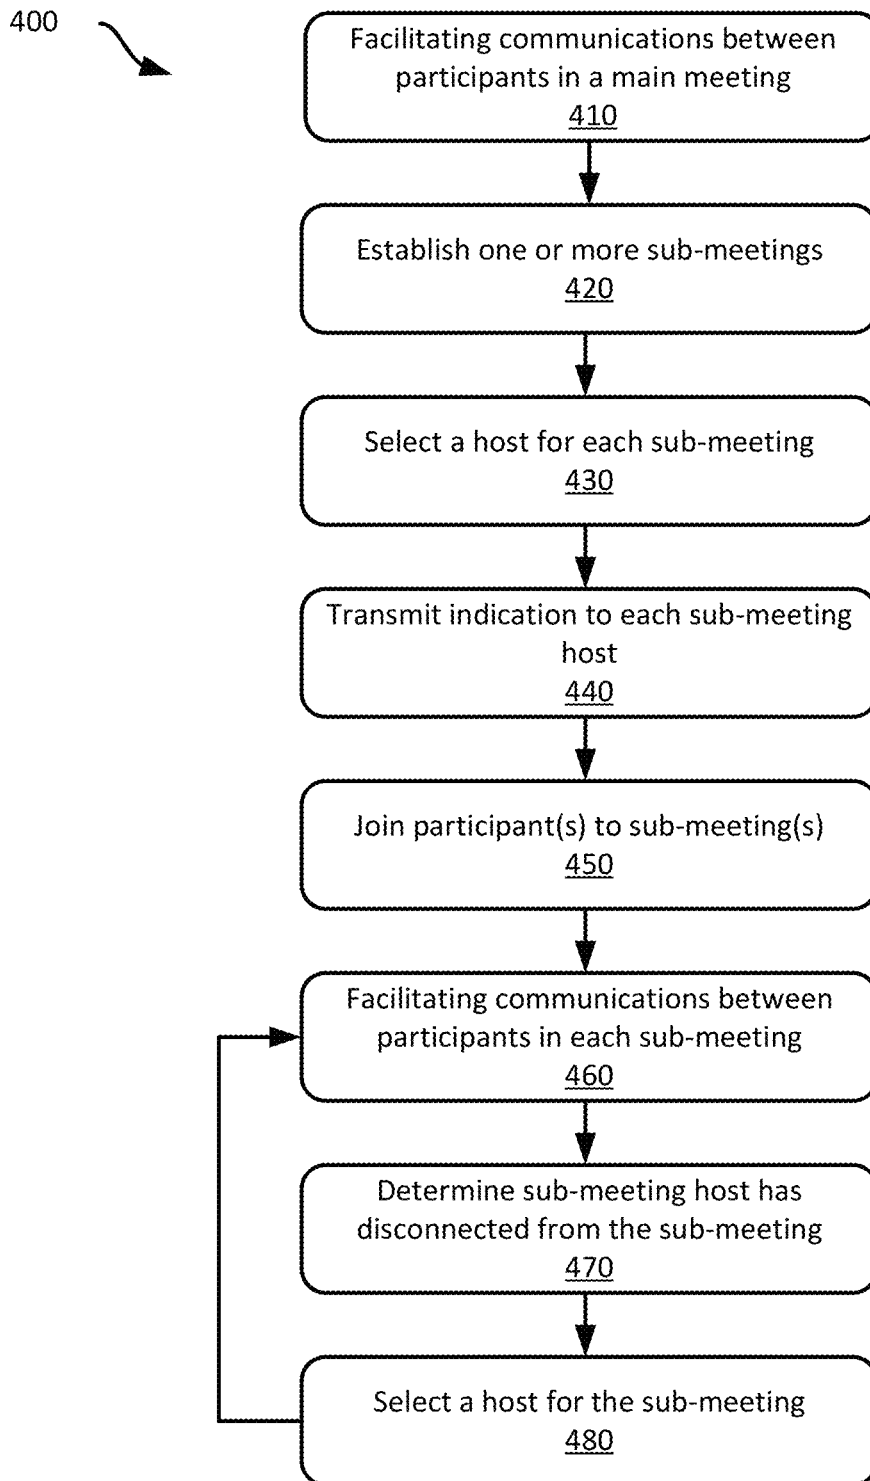 400
Facilitating communications between
participants in a main meeting
410
Establish one or more sub-meetings
420
Select a host for each sub-meeting
430
Transmit indication to each sub-meeting
host
440
Join participant(s) to sub-meeting(s)
450
Facilitating communications between
participants in each sub-meeting
460
Determine sub-meeting host has
disconnected from the sub-meeting
470
Select a host for the sub-meeting
480